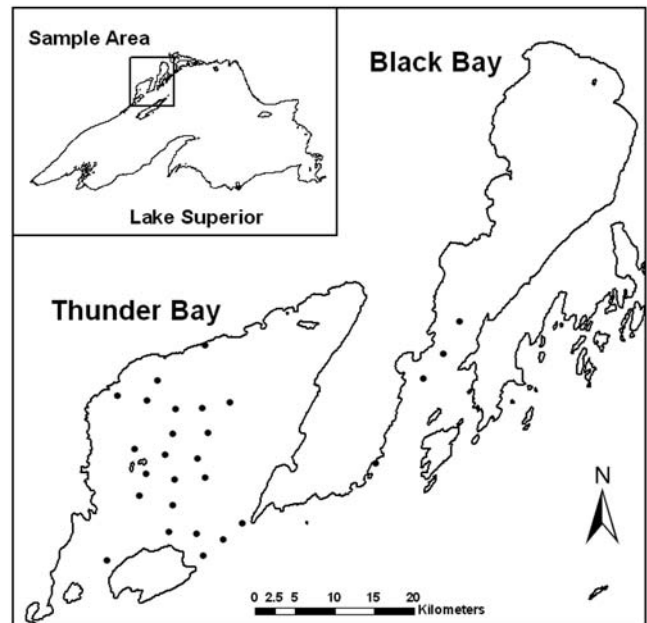 Sample Area
Lake Superior
Black Bay
Thunder Bay
N
0 2.5 5 10 15 20
Kilometers